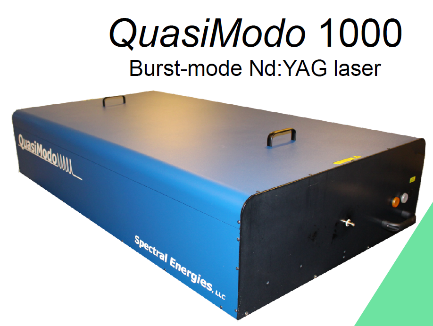 QuasiModo 1000
Burst-mode Nd:YAG laser
QuasiModo
Spectral Energies, LLC